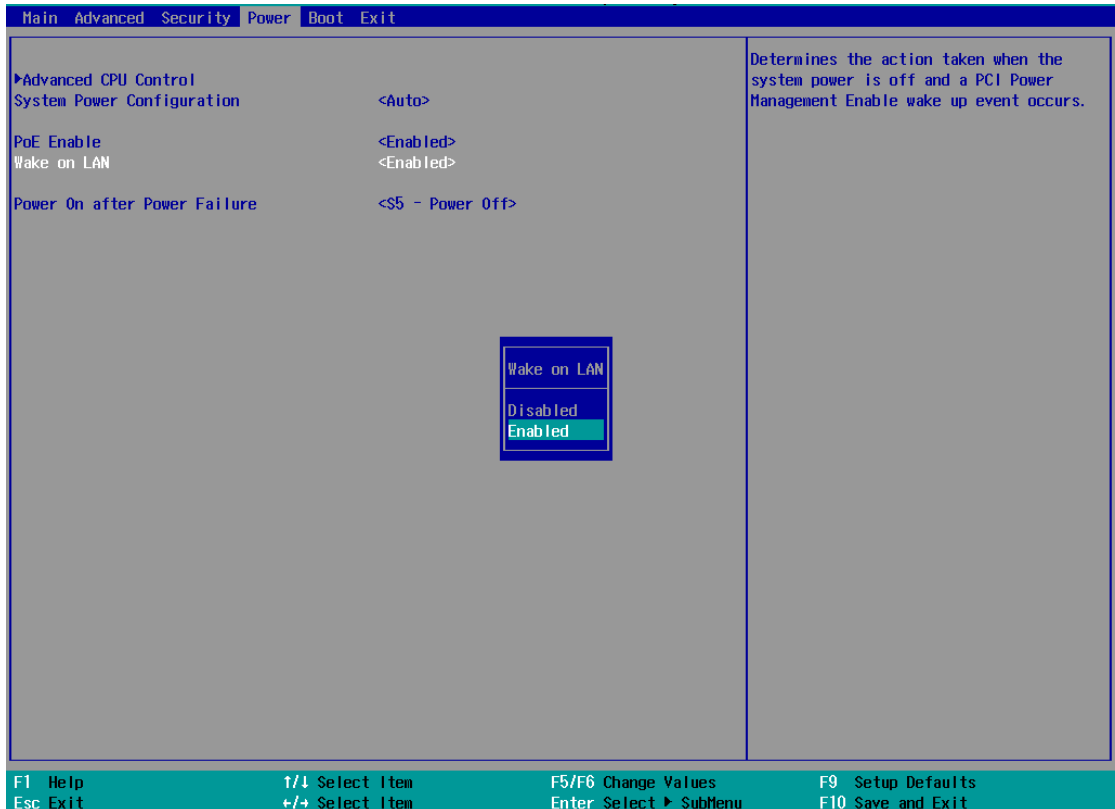 Main Advanced Security Power Boot Exit
▶Advanced CPU Control
System Power Configuration <Auto>
PoE Enable <Enabled>
Wake on LAN <Enabled>
Power On after Power Failure <S5 - Power Off>
Determines the action taken when the
system power is off and a PCI Power
Management Enable wake up event occurs.
Wake on LAN
Disabled
Enabled
F1 Help ↑/↓ Select Item F5/F6 Change Values F9 Setup Defaults
Esc Exit ←/→ Select Item Enter Select ▶ SubMenu F10 Save and Exit